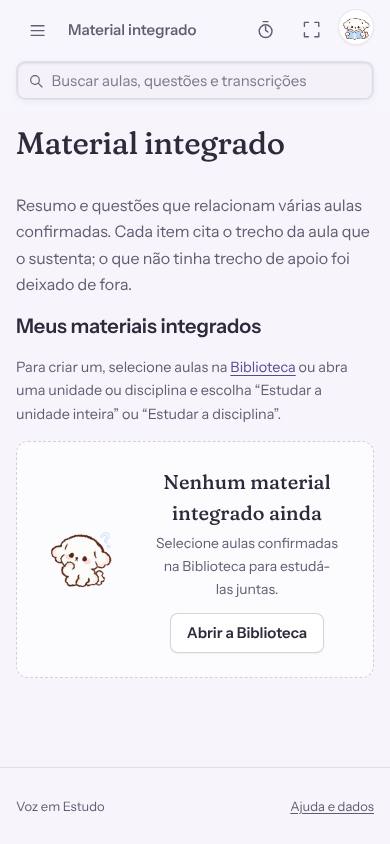 Material integrado
Buscar aulas, questões e transcrições
Material integrado
Resumo e questões que relacionam várias aulas
confirmadas. Cada item cita o trecho da aula que
o sustenta; o que não tinha trecho de apoio foi
deixado de fora.
Meus materiais integrados
Para criar um, selecione aulas na Biblioteca ou abra
uma unidade ou disciplina e escolha “Estudar a
unidade inteira” ou “Estudar a disciplina”.
Nenhum material
integrado ainda
Selecione aulas confirmadas
na Biblioteca para estudá-
las juntas.
Abrir a Biblioteca
Voz em Estudo
Ajuda e dados